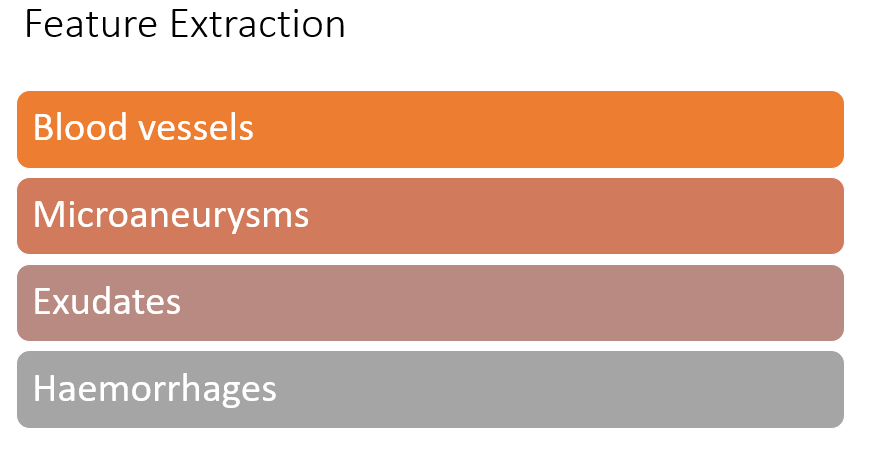 Feature Extraction
Blood vessels
Microaneurysms
Exudates
Haemorrhages